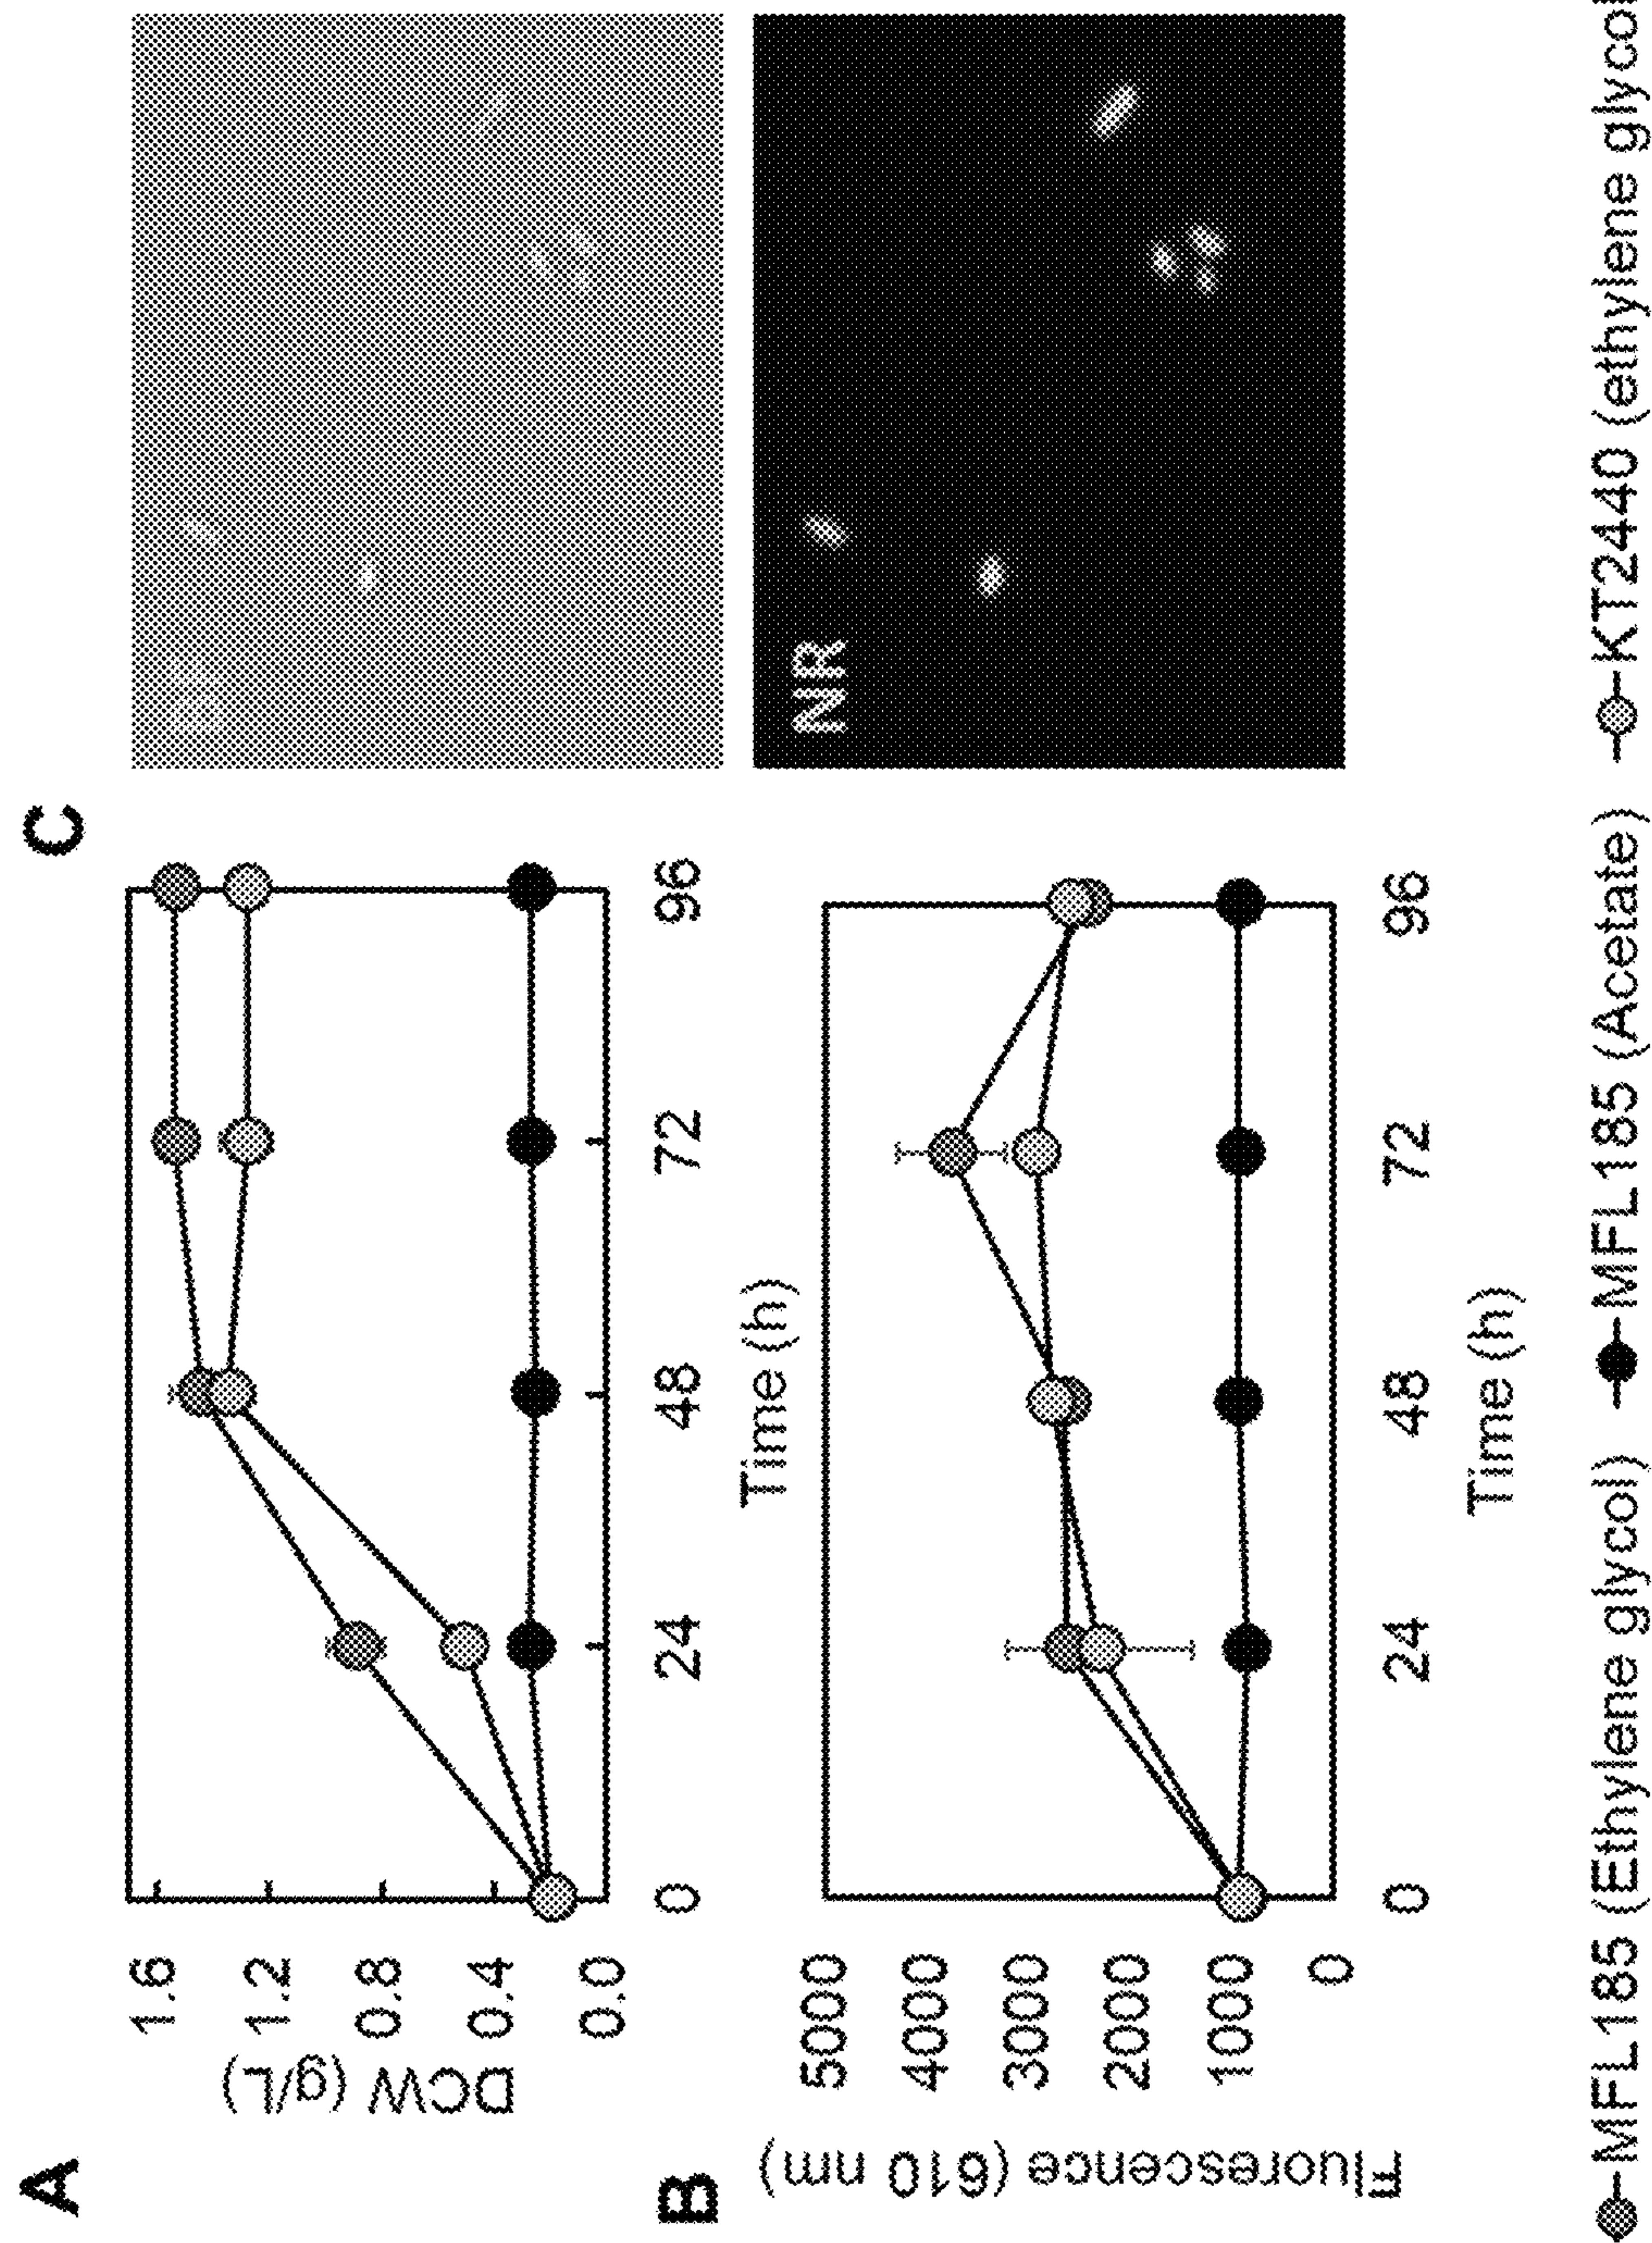 A
DCW (g/L)
1.6
1.2
0.8
0.4
0.0
0 24 48 72 96
Time (h)
B
Fluorescence (610 nm)
5000
4000
3000
2000
1000
0
0 24 48 72 96
Time (h)
C
NR
MFL185 (Ethylene glycol) MFL185 (Acetate) KT2440 (ethylene glycol